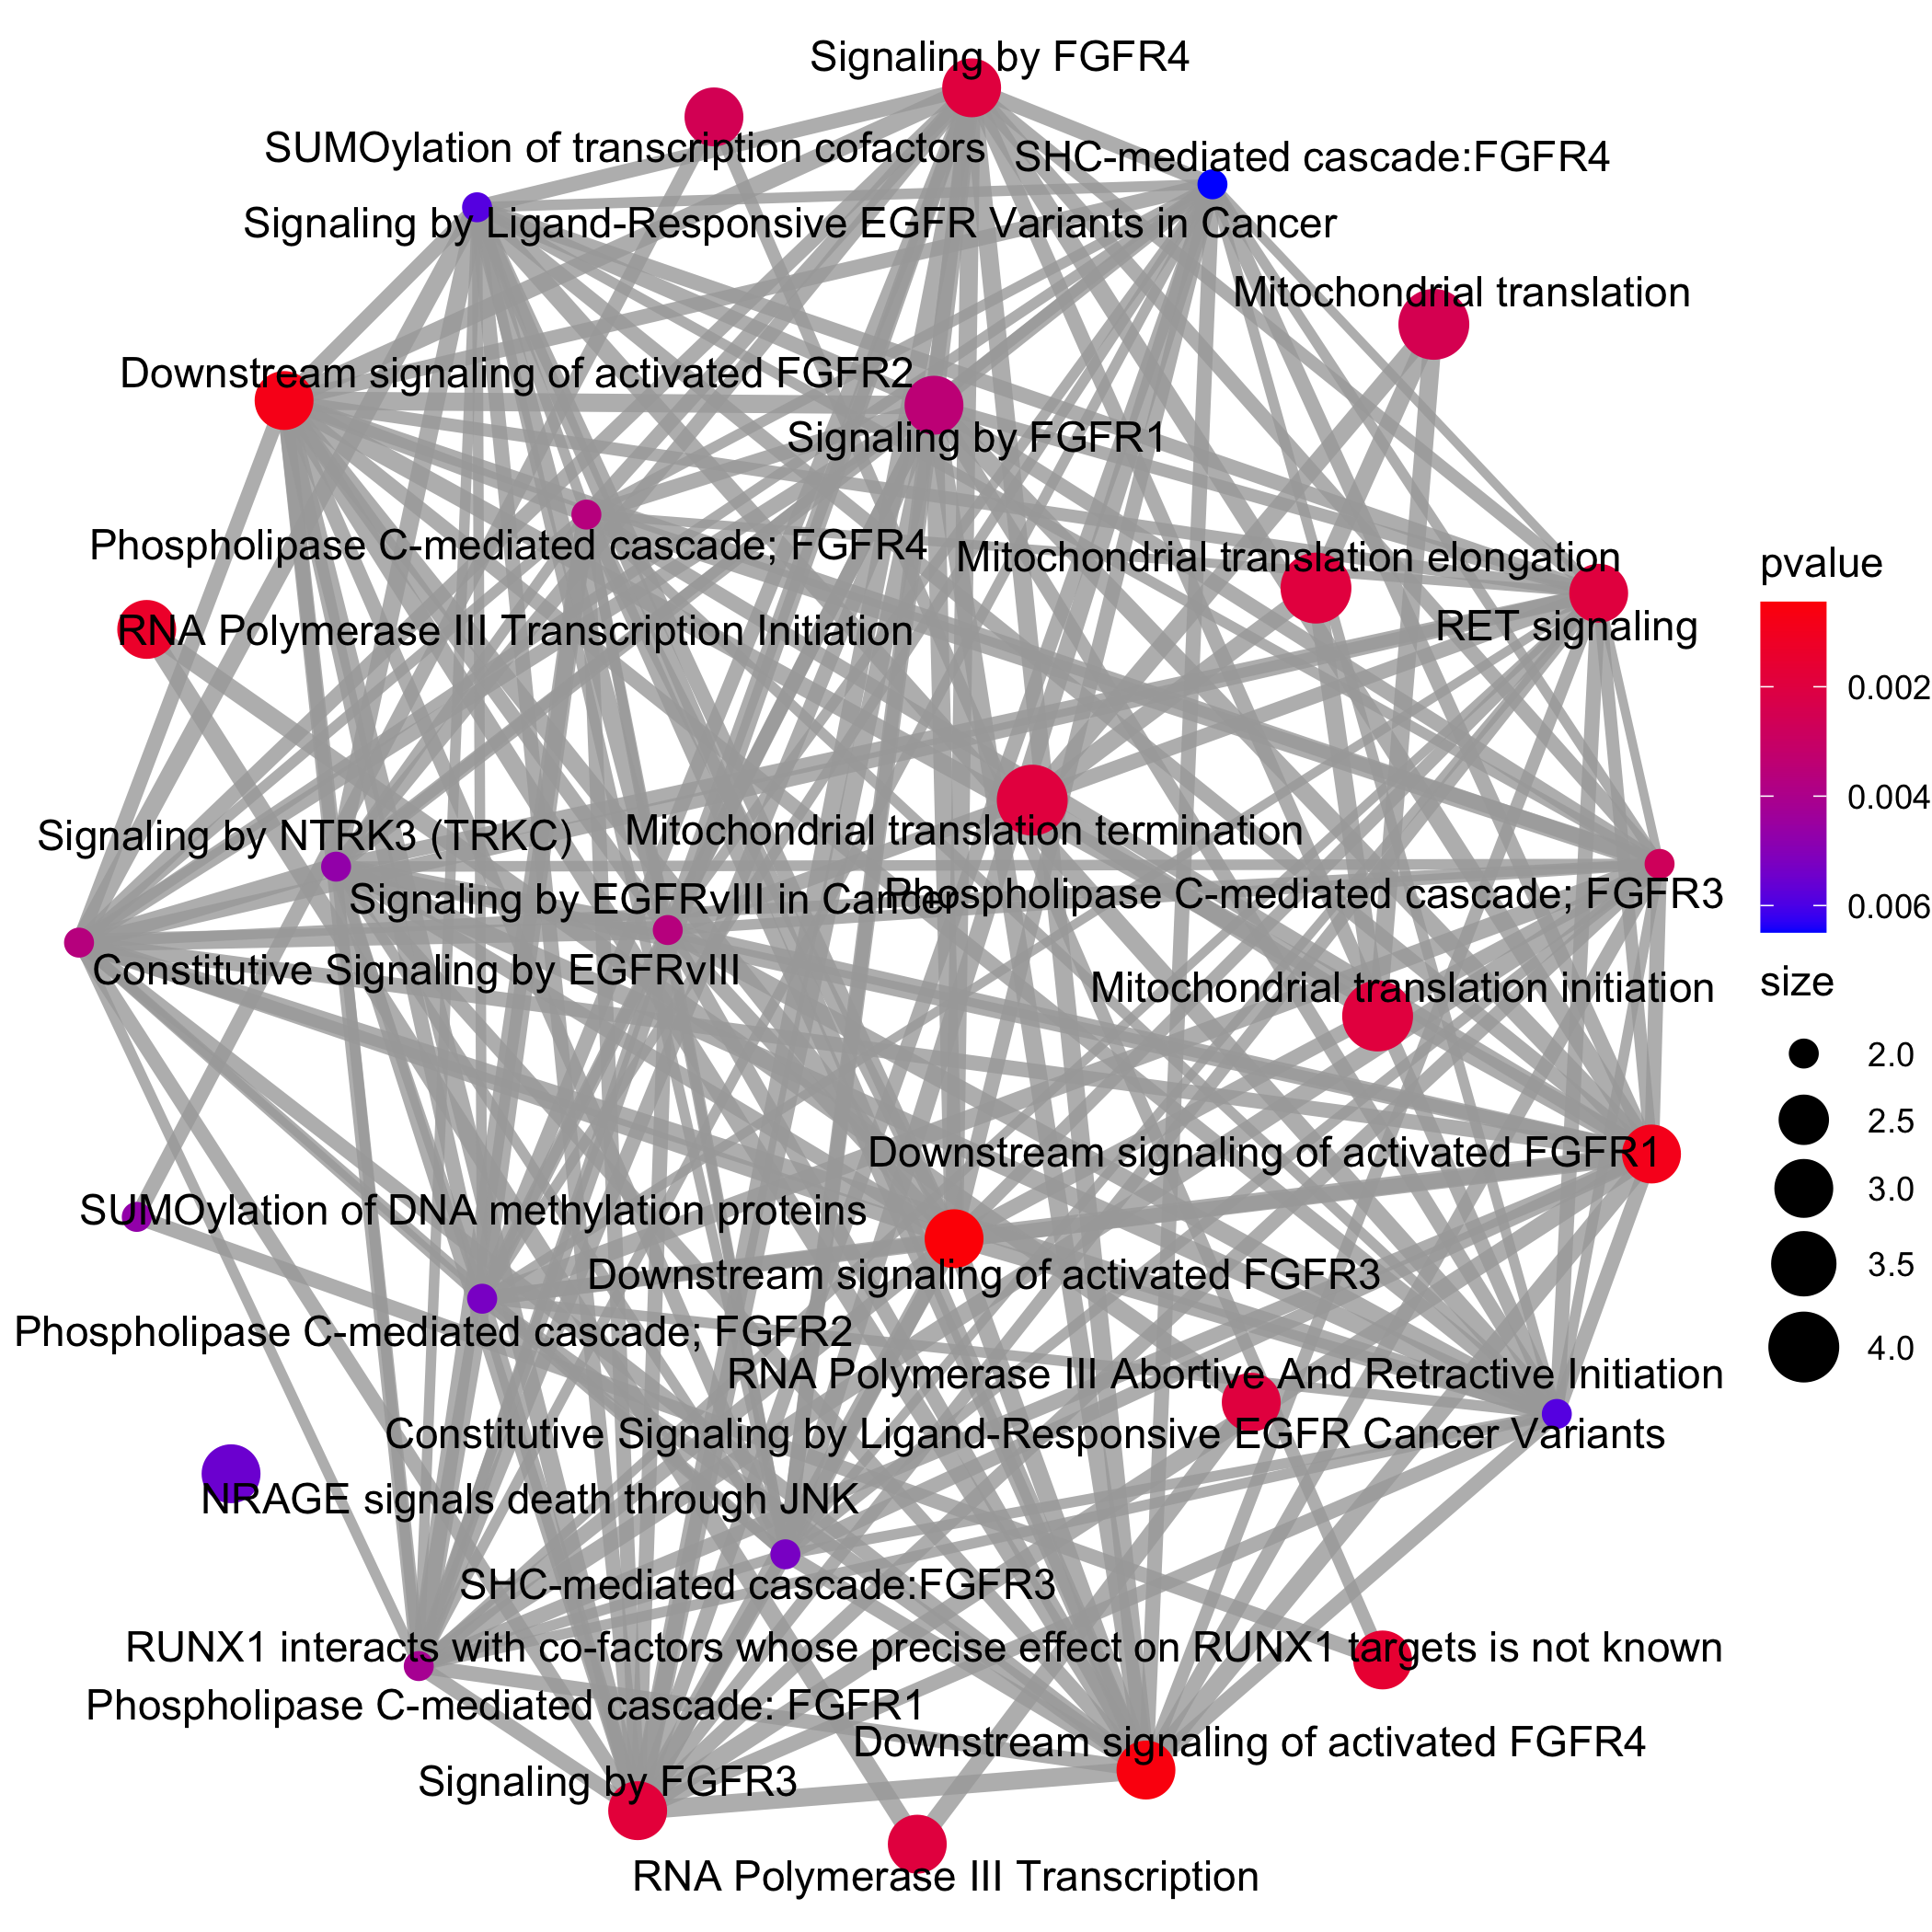 Signaling by FGFR4
SUMOylation of transcription cofactors
SHC-mediated cascade:FGFR4
Signaling by Ligand-Responsive EGFR Variants in Cancer
Mitochondrial translation
Downstream signaling of activated FGFR2
Signaling by FGFR1
Phospholipase C-mediated cascade; FGFR4
Mitochondrial translation elongation
RNA Polymerase III Transcription Initiation
RET signaling
Signaling by NTRK3 (TRKC)
Mitochondrial translation termination
Signaling by EGFRvIII in Cancer
Phospholipase C-mediated cascade; FGFR3
Constitutive Signaling by EGFRvIII
Mitochondrial translation initiation
Downstream signaling of activated FGFR1
SUMOylation of DNA methylation proteins
Downstream signaling of activated FGFR3
Phospholipase C-mediated cascade; FGFR2
RNA Polymerase III Abortive And Retractive Initiation
Constitutive Signaling by Ligand-Responsive EGFR Cancer Variants
NRAGE signals death through JNK
SHC-mediated cascade:FGFR3
RUNX1 interacts with co-factors whose precise effect on RUNX1 targets is not known
Phospholipase C-mediated cascade: FGFR1
Downstream signaling of activated FGFR4
Signaling by FGFR3
RNA Polymerase III Transcription
pvalue
0.002
0.004
0.006
size
2.0
2.5
3.0
3.5
4.0